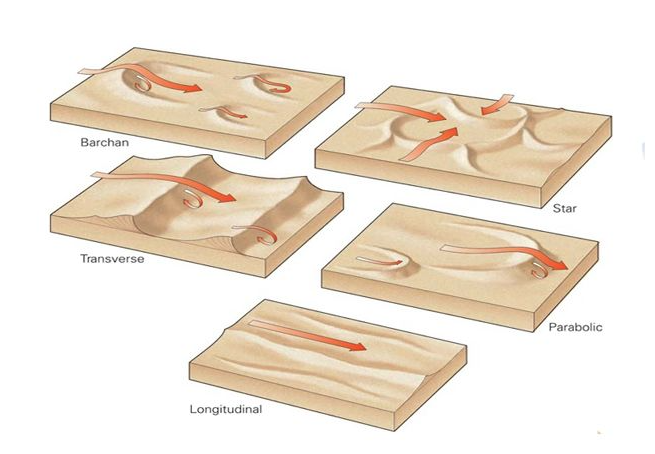 Barchan
Star
Transverse
Parabolic
Longitudinal